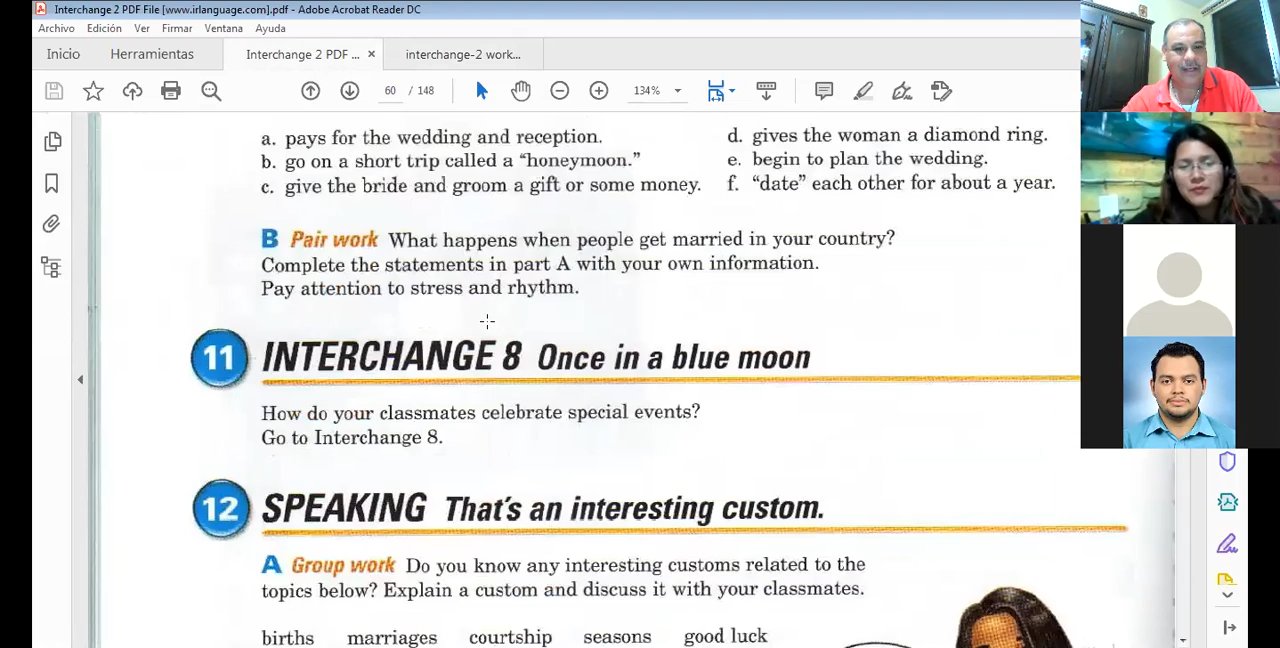 Interchange 2 PDF File [www.irlanguage.com].pdf - Adobe Acrobat Reader DC
Archivo Edición Ver Firmar Ventana Ayuda
Inicio Herramientas Interchange 2 PDF ... × interchange-2 work...
60 / 148 134%
a. pays for the wedding and reception.
b. go on a short trip called a “honeymoon.”
c. give the bride and groom a gift or some money.
d. gives the woman a diamond ring.
e. begin to plan the wedding.
f. “date” each other for about a year.
B Pair work What happens when people get married in your country?
Complete the statements in part A with your own information.
Pay attention to stress and rhythm.
11 INTERCHANGE 8 Once in a blue moon
How do your classmates celebrate special events?
Go to Interchange 8.
12 SPEAKING That's an interesting custom.
A Group work Do you know any interesting customs related to the
topics below? Explain a custom and discuss it with your classmates.
births marriages courtship seasons good luck